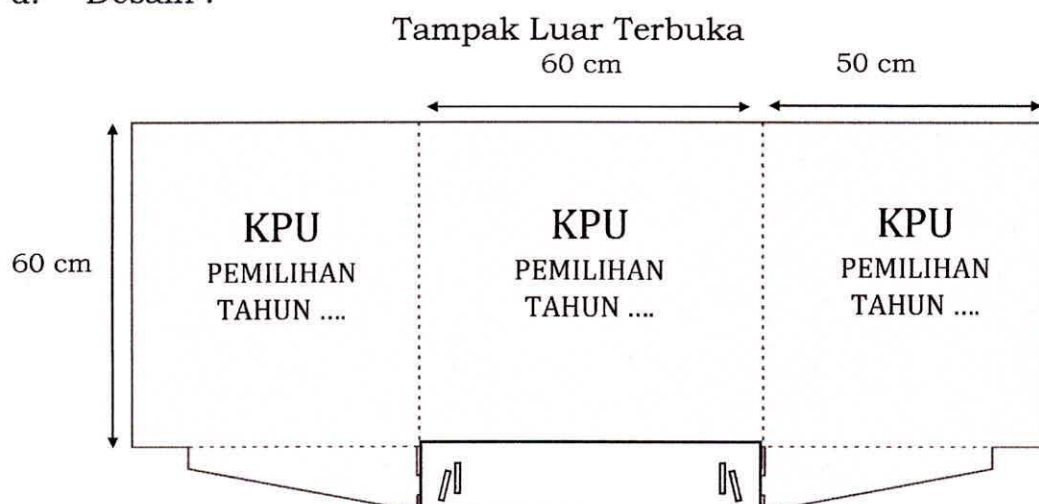 d. Desain :
Tampak Luar Terbuka
60 cm
50 cm
60 cm
KPU
PEMILIHAN
TAHUN ....
KPU
PEMILIHAN
TAHUN ....
KPU
PEMILIHAN
TAHUN ....